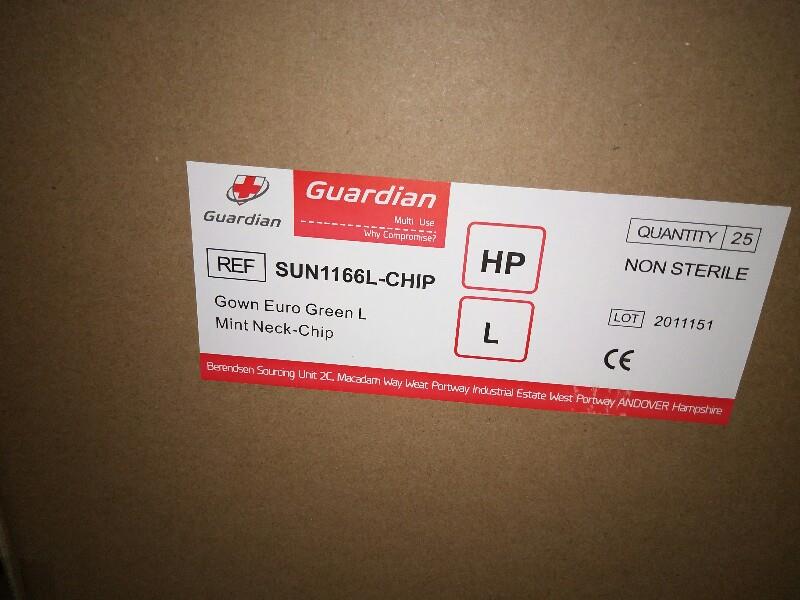 Guardian
Guardian
Multi Use
Why Compromise?
REF SUN1166L-CHIP
Gown Euro Green L
Mint Neck-Chip
HP
L
QUANTITY 25
NON STERILE
LOT 2011151
CE
Berendsen Sourcing Unit 2C, Macadam Way Weat Portway Industrial Estate West Portway ANDOVER Hampshire